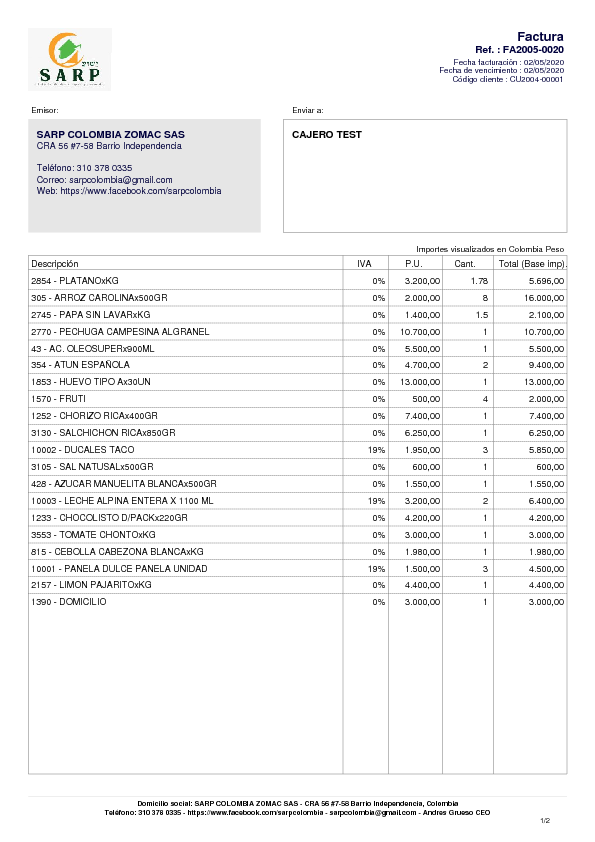 SARP
Factura
Ref. : FA2005-0020
Fecha facturación : 02/05/2020
Fecha de vencimiento : 02/05/2020
Código cliente : CU2004-00001
Emisor:
Enviar a:
SARP COLOMBIA ZOMAC SAS
CRA 56 #7-58 Barrio Independencia
Teléfono: 310 378 0335
Correo: sarpcolombia@gmail.com
Web: https://www.facebook.com/sarpcolombia
CAJERO TEST
Importes visualizados en Colombia Peso
Descripción IVA P.U. Cant. Total (Base imp).
2854 - PLATANOxKG 0% 3.200,00 1.78 5.696,00
305 - ARROZ CAROLINAx500GR 0% 2.000,00 8 16.000,00
2745 - PAPA SIN LAVARxKG 0% 1.400,00 1.5 2.100,00
2770 - PECHUGA CAMPESINA ALGRANEL 0% 10.700,00 1 10.700,00
43 - AC. OLEOSUPERx900ML 0% 5.500,00 1 5.500,00
354 - ATUN ESPAÑOLA 0% 4.700,00 2 9.400,00
1853 - HUEVO TIPO Ax30UN 0% 13.000,00 1 13.000,00
1570 - FRUTI 0% 500,00 4 2.000,00
1252 - CHORIZO RICAx400GR 0% 7.400,00 1 7.400,00
3130 - SALCHICHON RICAx850GR 0% 6.250,00 1 6.250,00
10002 - DUCALES TACO 19% 1.950,00 3 5.850,00
3105 - SAL NATUSALx500GR 0% 600,00 1 600,00
428 - AZUCAR MANUELITA BLANCAx500GR 0% 1.550,00 1 1.550,00
10003 - LECHE ALPINA ENTERA X 1100 ML 19% 3.200,00 2 6.400,00
1233 - CHOCOLISTO D/PACKx220GR 0% 4.200,00 1 4.200,00
3553 - TOMATE CHONTOxKG 0% 3.000,00 1 3.000,00
815 - CEBOLLA CABEZONA BLANCAxKG 0% 1.980,00 1 1.980,00
10001 - PANELA DULCE PANELA UNIDAD 19% 1.500,00 3 4.500,00
2157 - LIMON PAJARITOxKG 0% 4.400,00 1 4.400,00
1390 - DOMICILIO 0% 3.000,00 1 3.000,00
Domicilio social: SARP COLOMBIA ZOMAC SAS - CRA 56 #7-58 Barrio Independencia, Colombia
Teléfono: 310 378 0335 - https://www.facebook.com/sarpcolombia - sarpcolombia@gmail.com - Andres Grueso CEO
1/2